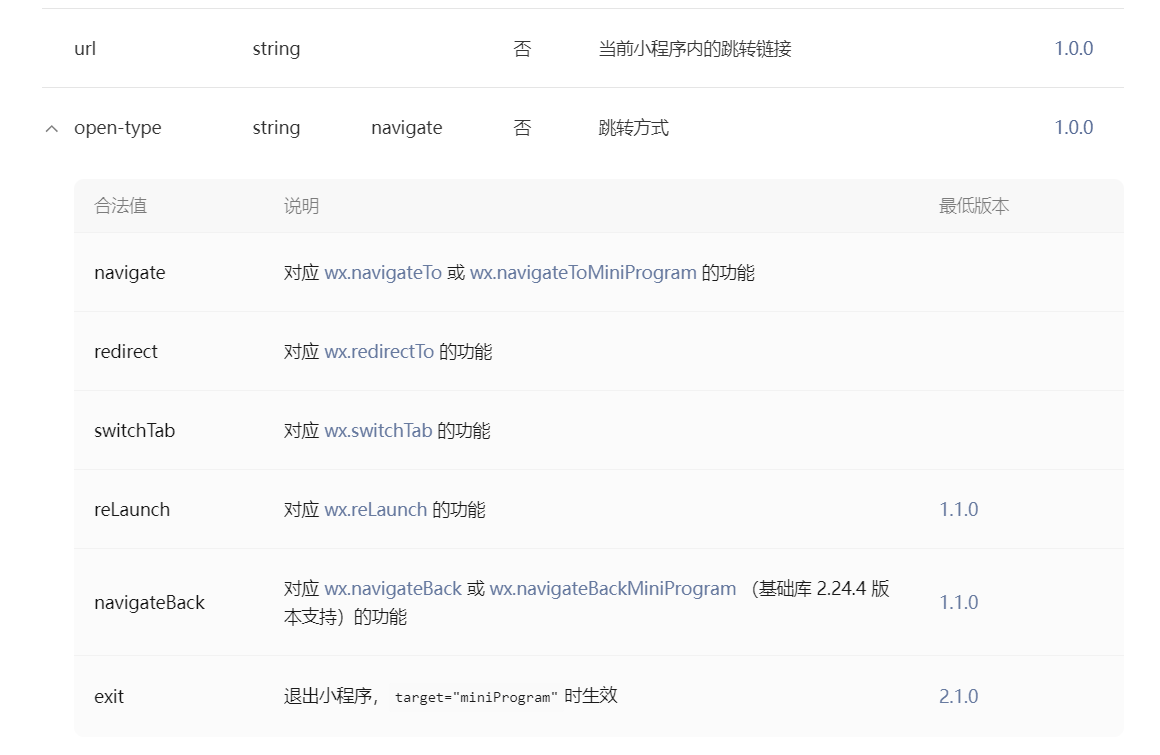 url string 否 当前小程序内的跳转链接 1.0.0
open-type string navigate 否 跳转方式 1.0.0
合法值 说明 最低版本
navigate 对应 wx.navigateTo 或 wx.navigateToMiniProgram 的功能
redirect 对应 wx.redirectTo 的功能
switchTab 对应 wx.switchTab 的功能
reLaunch 对应 wx.reLaunch 的功能 1.1.0
navigateBack 对应 wx.navigateBack 或 wx.navigateBackMiniProgram （基础库 2.24.4 版
本支持）的功能 1.1.0
exit 退出小程序， target="miniProgram" 时生效 2.1.0